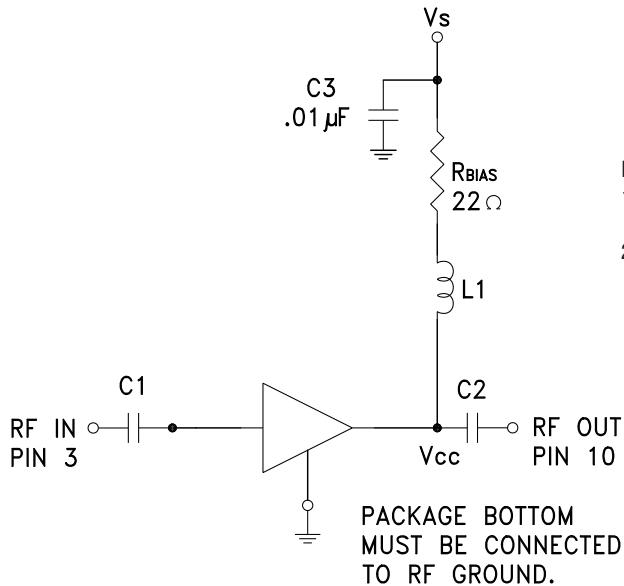 Vs
C3
.01µF
RBIAS
22Ω
L1
C1
C2
RF IN
PIN 3
Vcc
RF OUT
PIN 10
PACKAGE BOTTOM
MUST BE CONNECTED
TO RF GROUND.